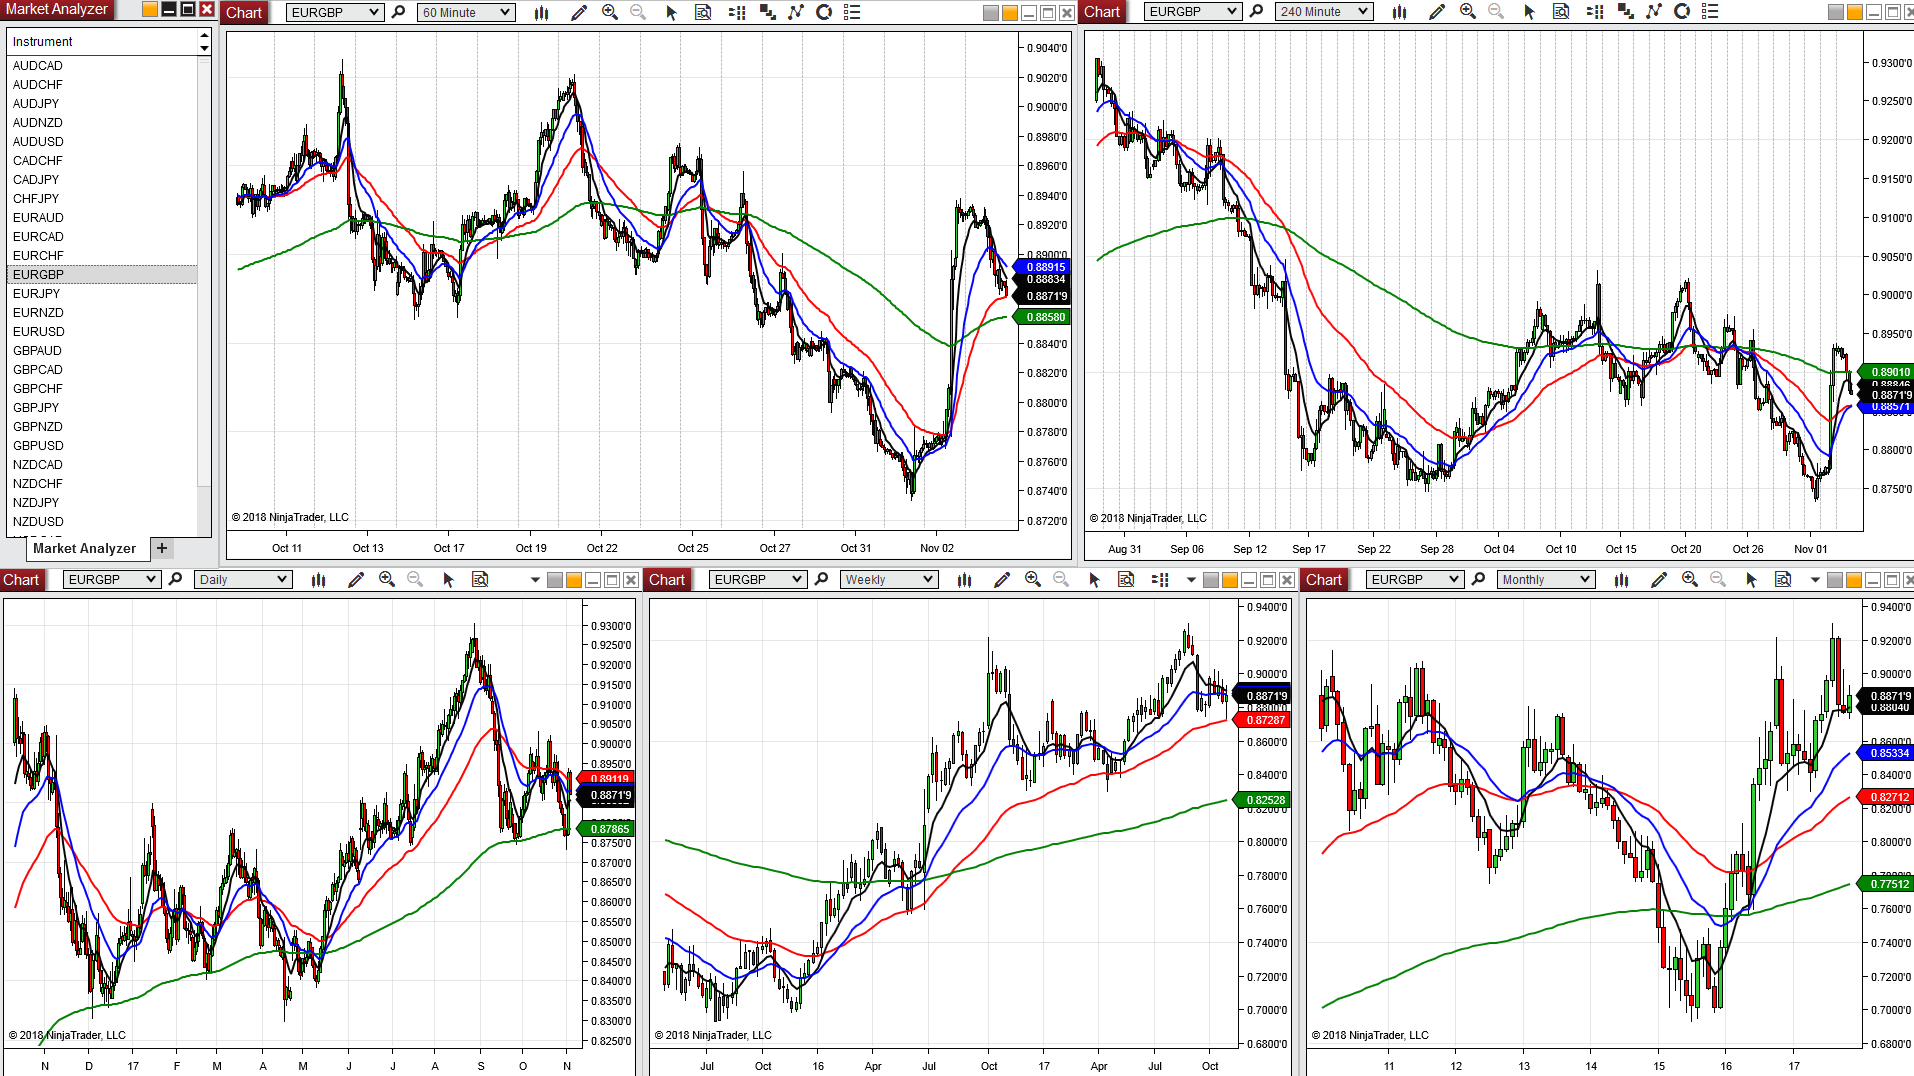 Market Analyzer
Instrument
AUDCAD
AUDCHF
AUDJPY
AUDNZD
AUDUSD
CADCHF
CADJPY
CHFJPY
EURAUD
EURCAD
EURCHF
EURGBP
EURJPY
EURNZD
EURUSD
GBPAUD
GBPCAD
GBPCHF
GBPJPY
GBPNZD
GBPUSD
NZDCAD
NZDCHF
NZDJPY
NZDUSD
Market Analyzer +
Chart EURGBP 60 Minute
0.9040'0
0.9020'0
0.9000'0
0.8980'0
0.8960'0
0.8940'0
0.8920'0
0.8900'0
0.88915
0.88834
0.8871'9
0.88580
0.8840'0
0.8820'0
0.8800'0
0.8780'0
0.8760'0
0.8740'0
0.8720'0
© 2018 NinjaTrader, LLC
Oct 11 Oct 13 Oct 17 Oct 19 Oct 22 Oct 25 Oct 27 Oct 31 Nov 02
Chart EURGBP 240 Minute
0.9300'0
0.9250'0
0.9200'0
0.9150'0
0.9100'0
0.9050'0
0.9000'0
0.8950'0
0.89010
0.8871'9
0.88571
0.8800'0
0.8750'0
© 2018 NinjaTrader, LLC
Aug 31 Sep 06 Sep 12 Sep 17 Sep 22 Sep 28 Oct 04 Oct 10 Oct 15 Oct 20 Oct 26 Nov 01
Chart EURGBP Daily
0.9300'0
0.9250'0
0.9200'0
0.9150'0
0.9100'0
0.9050'0
0.9000'0
0.8950'0
0.89119
0.8871'9
0.87865
0.8750'0
0.8700'0
0.8650'0
0.8600'0
0.8550'0
0.8500'0
0.8450'0
0.8400'0
0.8350'0
0.8300'0
0.8250'0
© 2018 NinjaTrader, LLC
N D 17 F M A M J J A S O N
Chart EURGBP Weekly
0.9400'0
0.9200'0
0.9000'0
0.8871'9
0.87287
0.8600'0
0.8400'0
0.82528
0.8200'0
0.8000'0
0.7800'0
0.7600'0
0.7400'0
0.7200'0
0.7000'0
0.6800'0
© 2018 NinjaTrader, LLC
Jul Oct 16 Apr Jul Oct 17 Apr Jul Oct
Chart EURGBP Monthly
0.9400'0
0.9200'0
0.9000'0
0.8871'9
0.88040
0.8600'0
0.85334
0.8400'0
0.82712
0.8200'0
0.8000'0
0.7800'0
0.77512
0.7600'0
0.7400'0
0.7200'0
0.7000'0
0.6800'0
© 2018 NinjaTrader, LLC
11 12 13 14 15 16 17